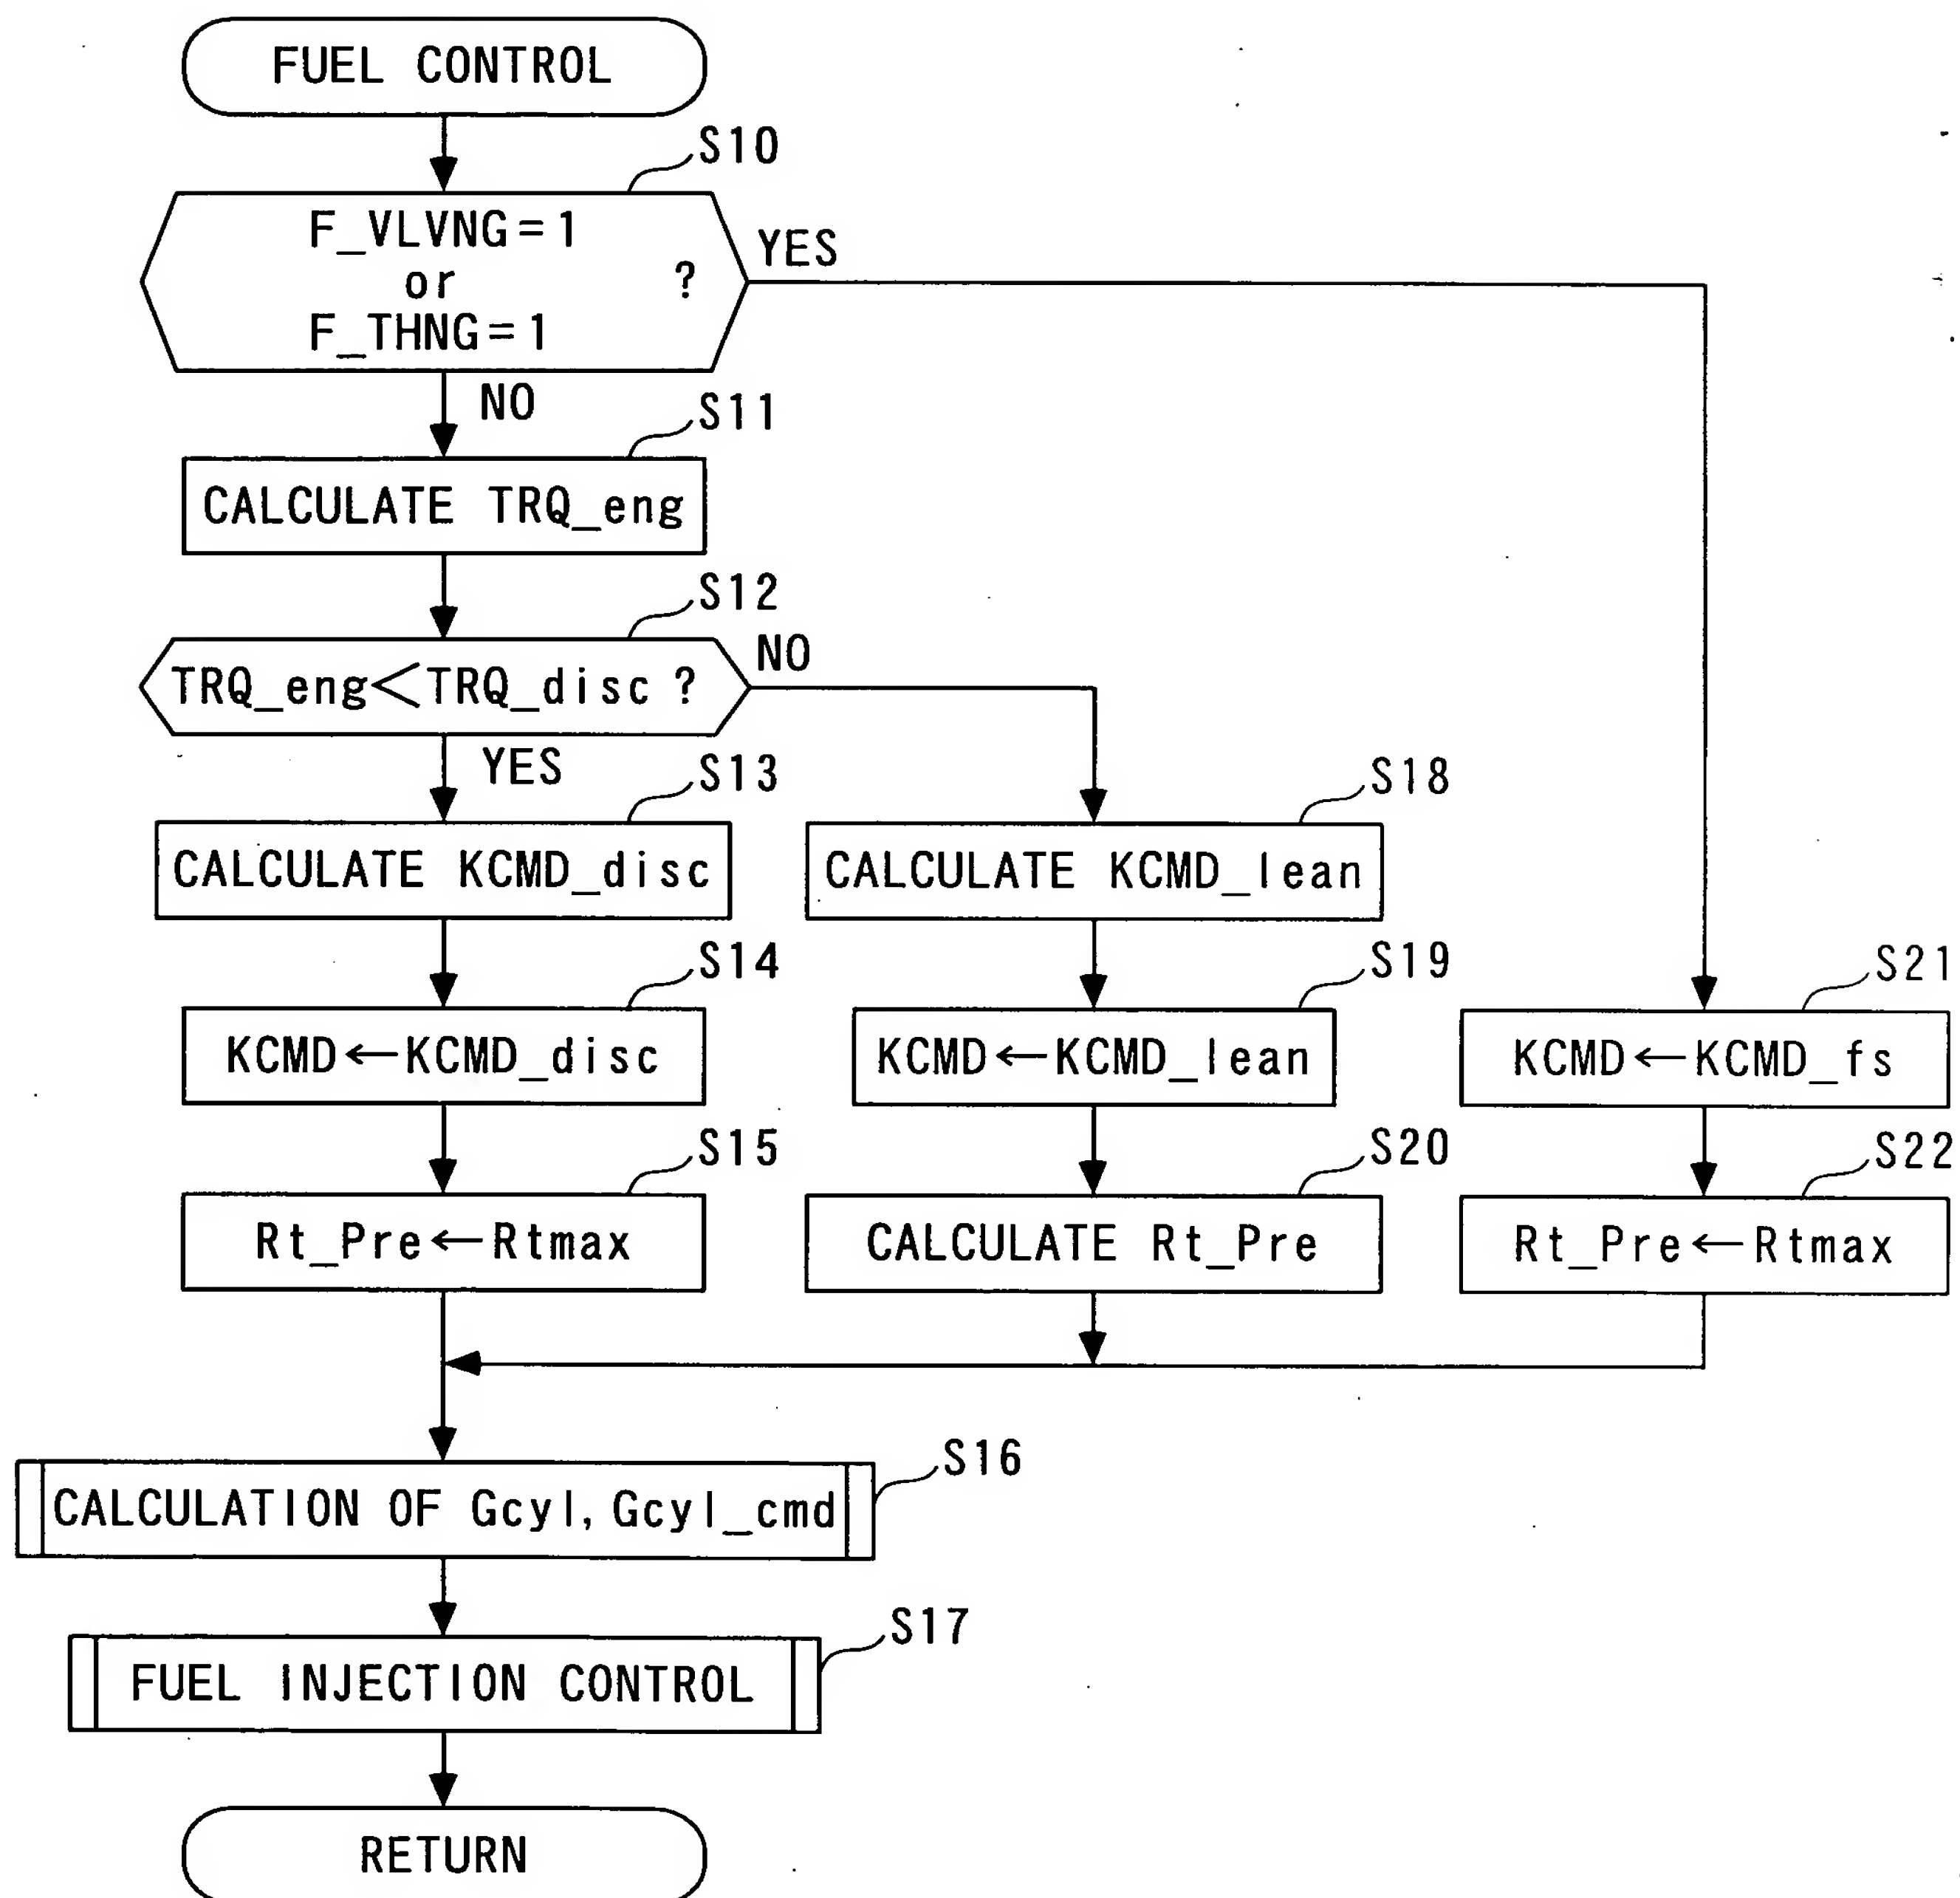 FUEL CONTROL
S10
F_VLVNG=1
or ?
F_THNG=1
YES
NO
S11
CALCULATE TRQ_eng
S12
TRQ_eng<TRQ_disc ?
NO
YES
S13
CALCULATE KCMD_disc
S18
CALCULATE KCMD_lean
S14
KCMD←KCMD_disc
S19
KCMD←KCMD_lean
S21
KCMD←KCMD_fs
S15
Rt_Pre←Rtmax
S20
CALCULATE Rt_Pre
S22
Rt_Pre←Rtmax
S16
CALCULATION OF Gcyl, Gcyl_cmd
S17
FUEL INJECTION CONTROL
RETURN